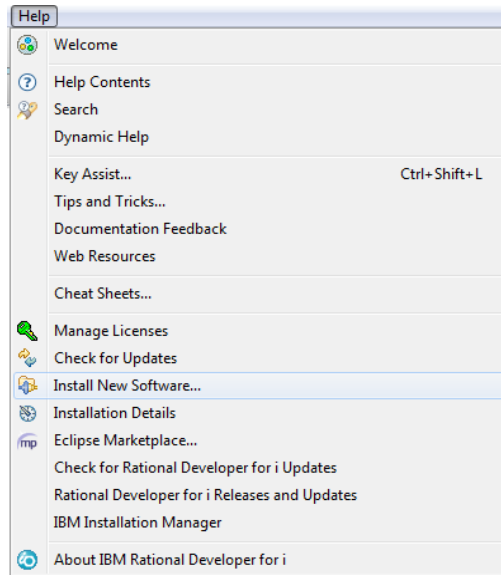 Help
Welcome
Help Contents
Search
Dynamic Help
Key Assist... Ctrl+Shift+L
Tips and Tricks...
Documentation Feedback
Web Resources
Cheat Sheets...
Manage Licenses
Check for Updates
Install New Software...
Installation Details
mp Eclipse Marketplace...
Check for Rational Developer for i Updates
Rational Developer for i Releases and Updates
IBM Installation Manager
About IBM Rational Developer for i